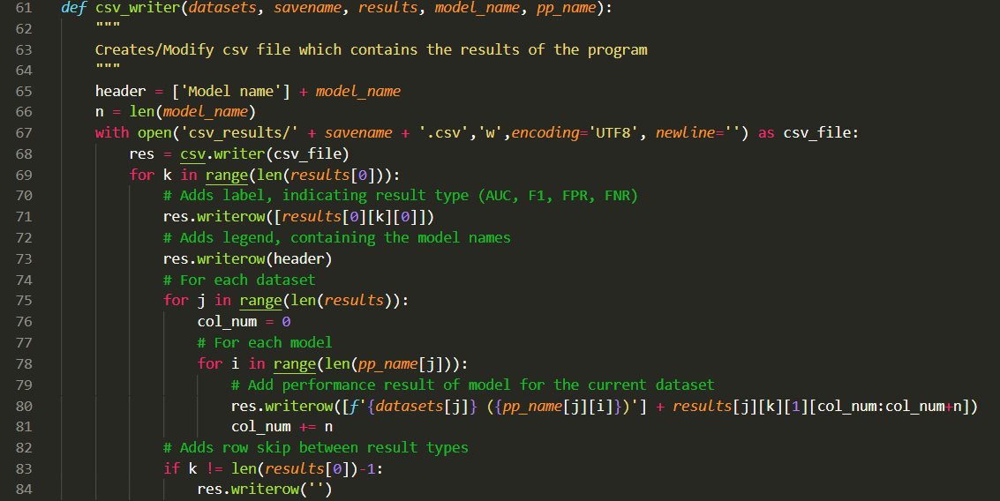 61 def csv_writer(datasets, savename, results, model_name, pp_name):
62     """
63     Creates/Modify csv file which contains the results of the program
64     """
65     header = ['Model name'] + model_name
66     n = len(model_name)
67     with open('csv_results/' + savename + '.csv','w',encoding='UTF8', newline='') as csv_file:
68         res = csv.writer(csv_file)
69         for k in range(len(results[0])):
70             # Adds label, indicating result type (AUC, F1, FPR, FNR)
71             res.writerow([results[0][k][0]])
72             # Adds legend, containing the model names
73             res.writerow(header)
74             # For each dataset
75             for j in range(len(results)):
76                 col_num = 0
77                 # For each model
78                 for i in range(len(pp_name[j])):
79                     # Add performance result of model for the current dataset
80                     res.writerow([f'{datasets[j]} ({pp_name[j][i]})'] + results[j][k][1][col_num:col_num+n])
81                     col_num += n
82             # Adds row skip between result types
83             if k != len(results[0])-1:
84                 res.writerow('')